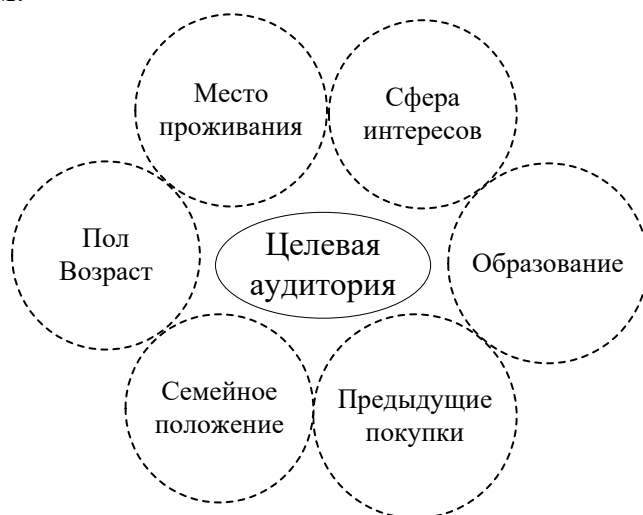 Место
проживания
Сфера
интересов
Пол
Возраст
Целевая
аудитория
Образование
Семейное
положение
Предыдущие
покупки